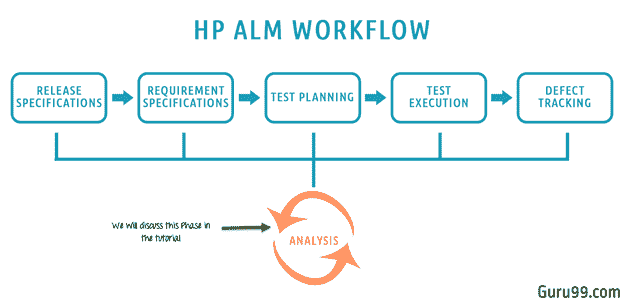 HP ALM WORKFLOW
RELEASE
SPECIFICATIONS
REQUIREMENT
SPECIFICATIONS
TEST PLANNING
TEST
EXECUTION
DEFECT
TRACKING
We Will discuss this Phase in
the tutorial
ANALYSIS
Guru99.com